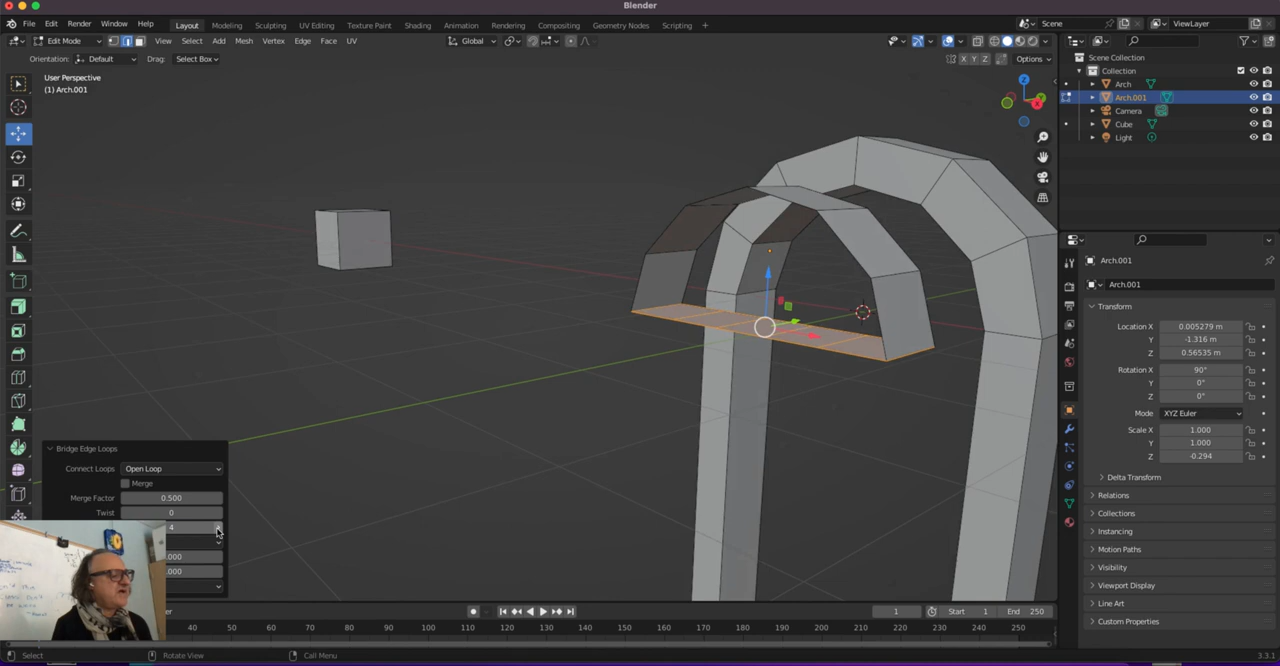 Blender
File Edit Render Window Help
Layout Modeling Sculpting UV Editing Texture Paint Shading Animation Rendering Compositing Geometry Nodes Scripting +
Scene ViewLayer
Edit Mode View Select Add Mesh Vertex Edge Face UV Global
Orientation: Default Drag: Select Box X Y Z Options
User Perspective
(1) Arch.001
Z
Y
X
Scene Collection
Collection
Arch
Arch.001
Camera
Cube
Light
Arch.001
Arch.001
Transform
Location X 0.005279 m
Y -1.316 m
Z 0.56535 m
Rotation X 90°
Y 0°
Z 0°
Mode XYZ Euler
Scale X 1.000
Y 1.000
Z -0.294
Delta Transform
Relations
Collections
Instancing
Motion Paths
Visibility
Viewport Display
Line Art
Custom Properties
Bridge Edge Loops
Connect Loops Open Loop
Merge
Merge Factor 0.500
Twist 0
4
.000
.000
1 Start 1 End 250
40 50 60 70 80 90 100 110 120 130 140 150 160 170 180 190 200 210 220 230 240 250
Select Rotate View Call Menu 3.3.1